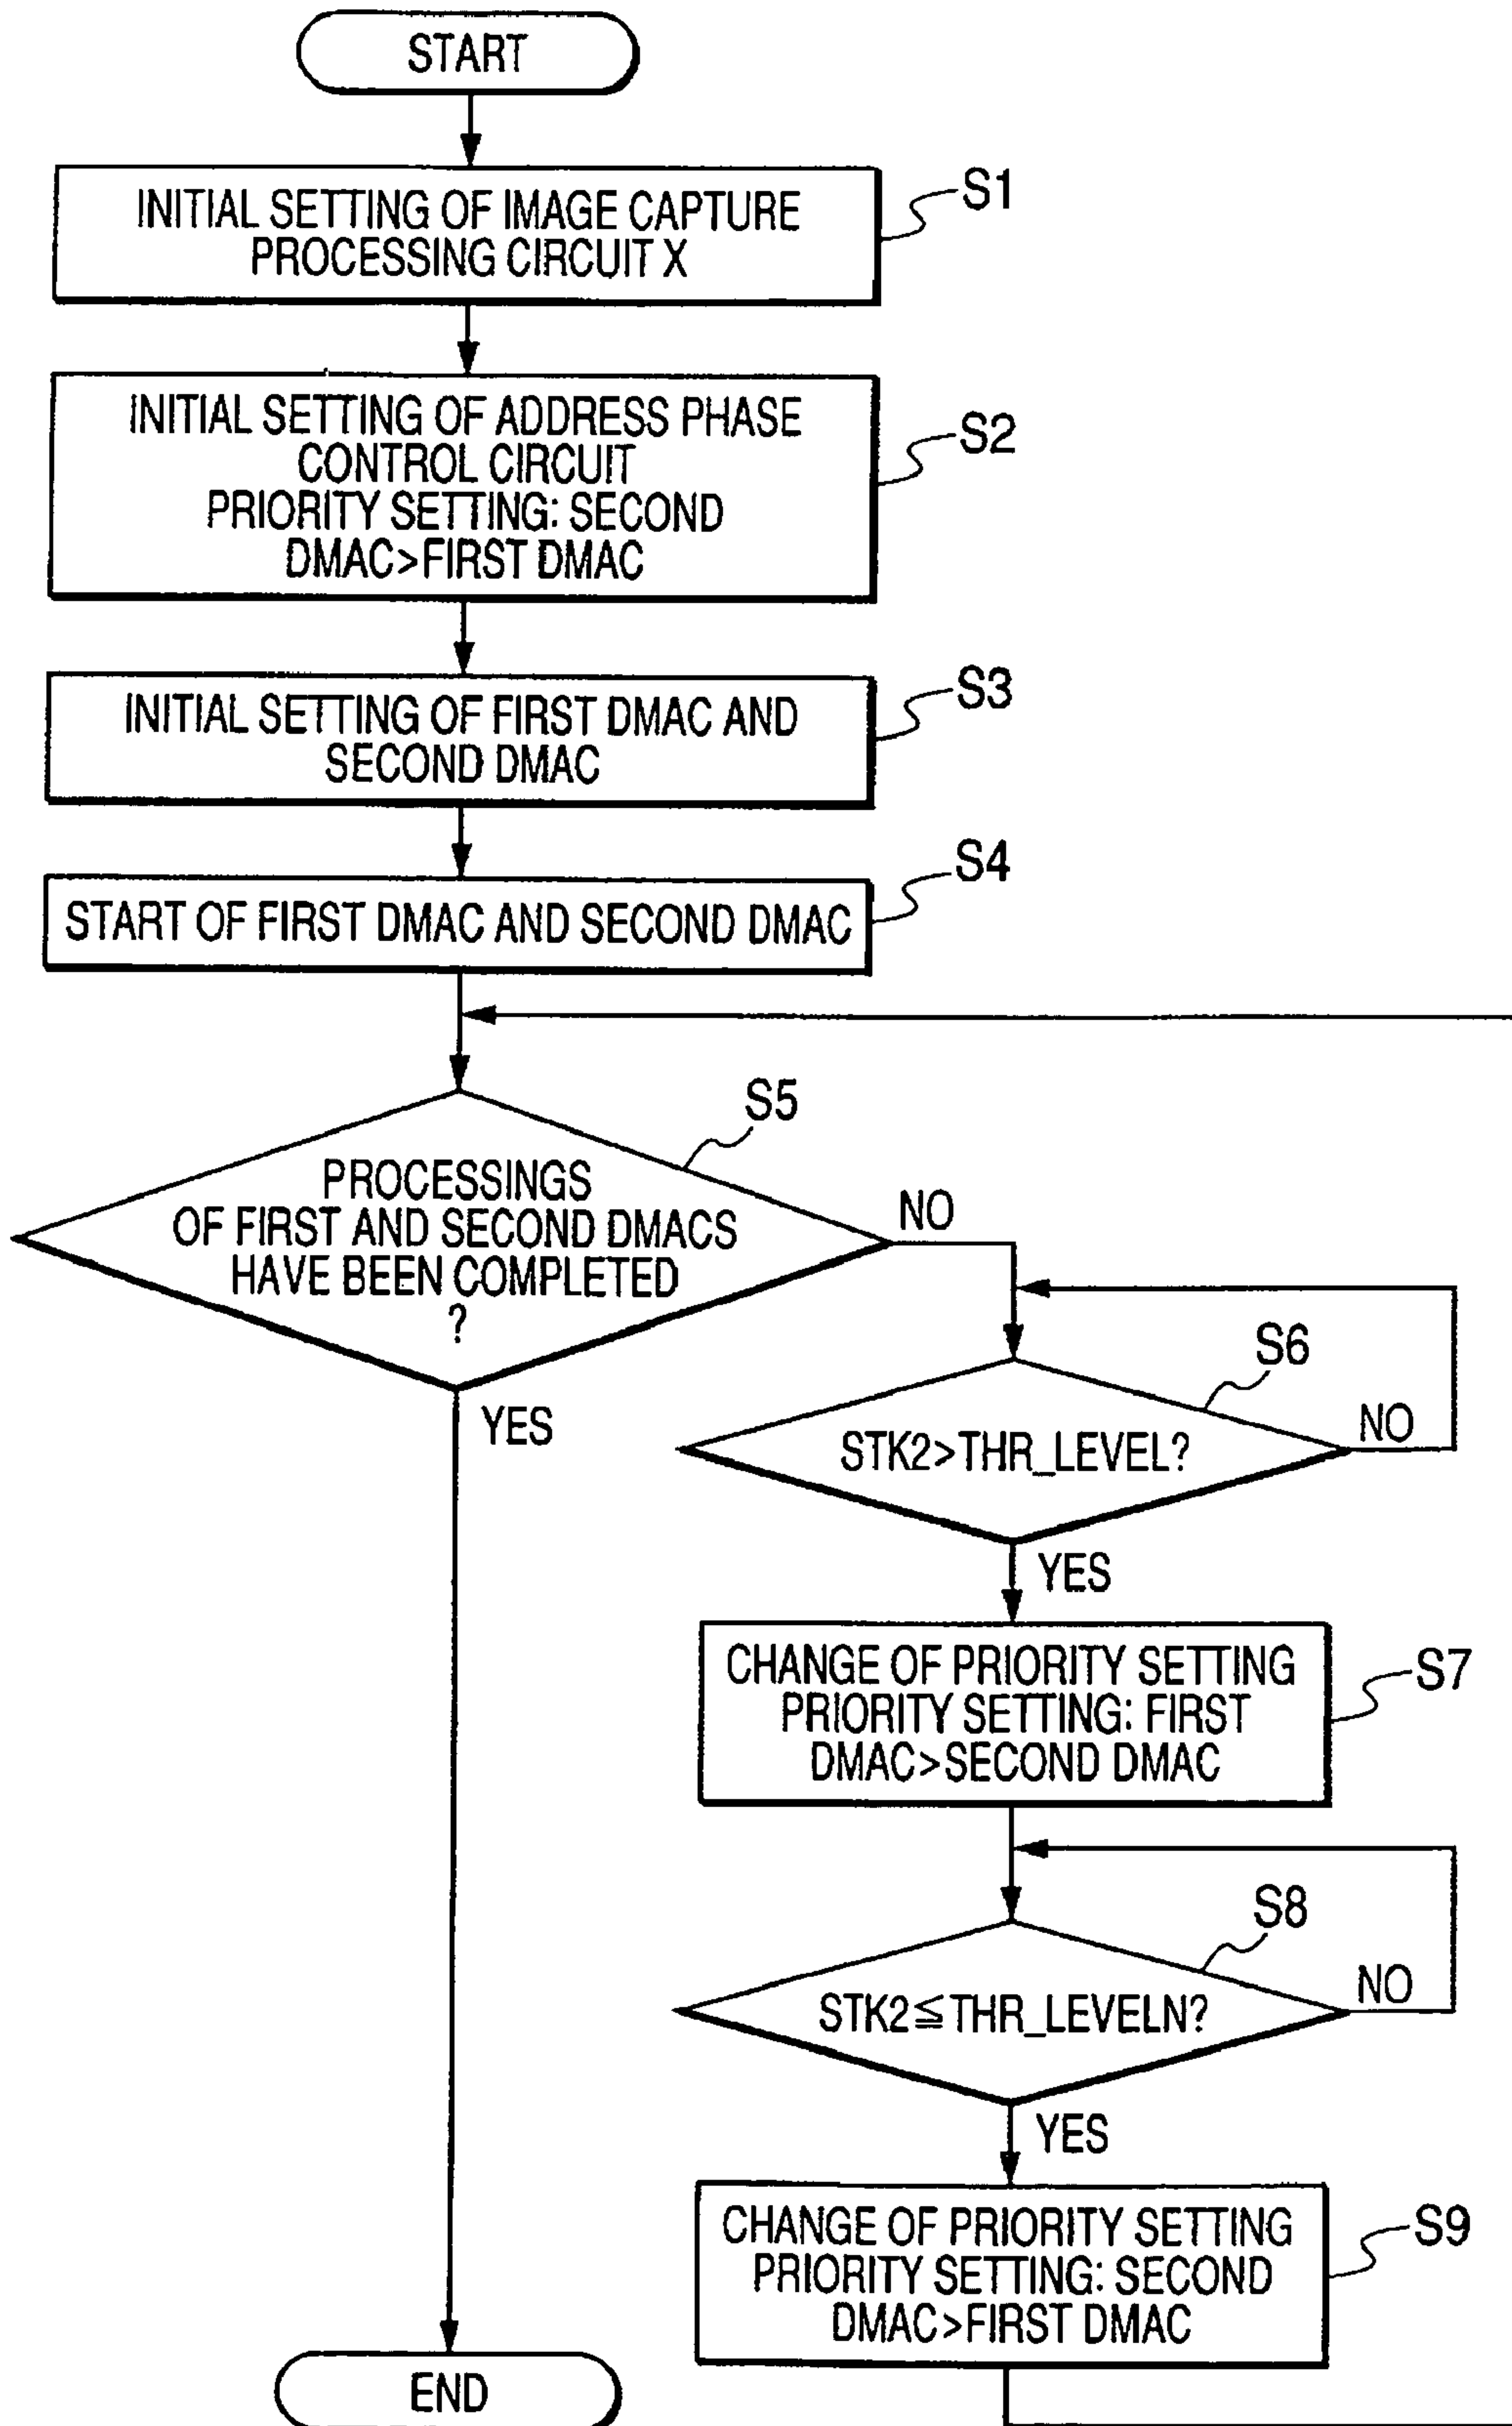 START
INITIAL SETTING OF IMAGE CAPTURE
PROCESSING CIRCUIT X
S1
INITIAL SETTING OF ADDRESS PHASE
CONTROL CIRCUIT
PRIORITY SETTING: SECOND
DMAC>FIRST DMAC
S2
INITIAL SETTING OF FIRST DMAC AND
SECOND DMAC
S3
START OF FIRST DMAC AND SECOND DMAC
S4
PROCESSINGS
OF FIRST AND SECOND DMACS
HAVE BEEN COMPLETED
?
S5
NO
YES
STK2>THR_LEVEL?
S6
NO
YES
CHANGE OF PRIORITY SETTING
PRIORITY SETTING: FIRST
DMAC>SECOND DMAC
S7
STK2≦THR_LEVELN?
S8
NO
YES
CHANGE OF PRIORITY SETTING
PRIORITY SETTING: SECOND
DMAC>FIRST DMAC
S9
END